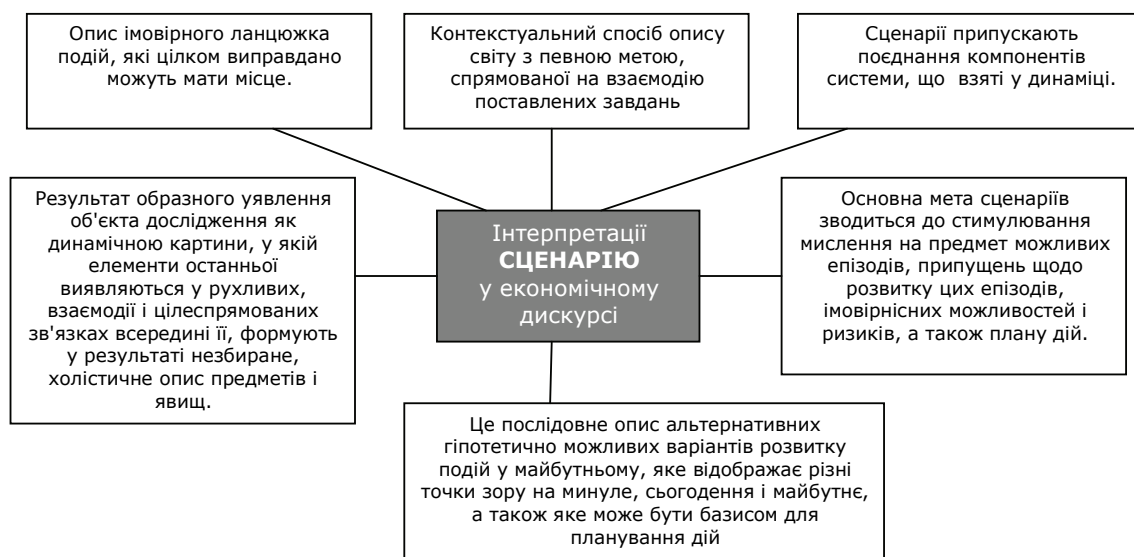 Опис імовірного ланцюжка
подій, які цілком виправдано
можуть мати місце.
Контекстуальний спосіб опису
світу з певною метою,
спрямованої на взаємодію
поставлених завдань
Сценарії припускають
поєднання компонентів
системи, що взяті у динаміці.
Результат образного уявлення
об'єкта дослідження як
динамічною картини, у якій
елементи останньої
виявляються у рухливих,
взаємодії і цілеспрямованих
зв'язках всередині її, формують
у результаті незбиране,
холістичне опис предметів і
явищ.
Інтерпретації
СЦЕНАРІЮ
у економічному
дискурсі
Основна мета сценаріїв
зводиться до стимулювання
мислення на предмет можливих
епізодів, припущень щодо
розвитку цих епізодів,
імовірнісних можливостей і
ризиків, а також плану дій.
Це послідовне опис альтернативних
гіпотетично можливих варіантів розвитку
подій у майбутньому, яке відображає різні
точки зору на минуле, сьогодення і майбутнє,
а також яке може бути базисом для
планування дій